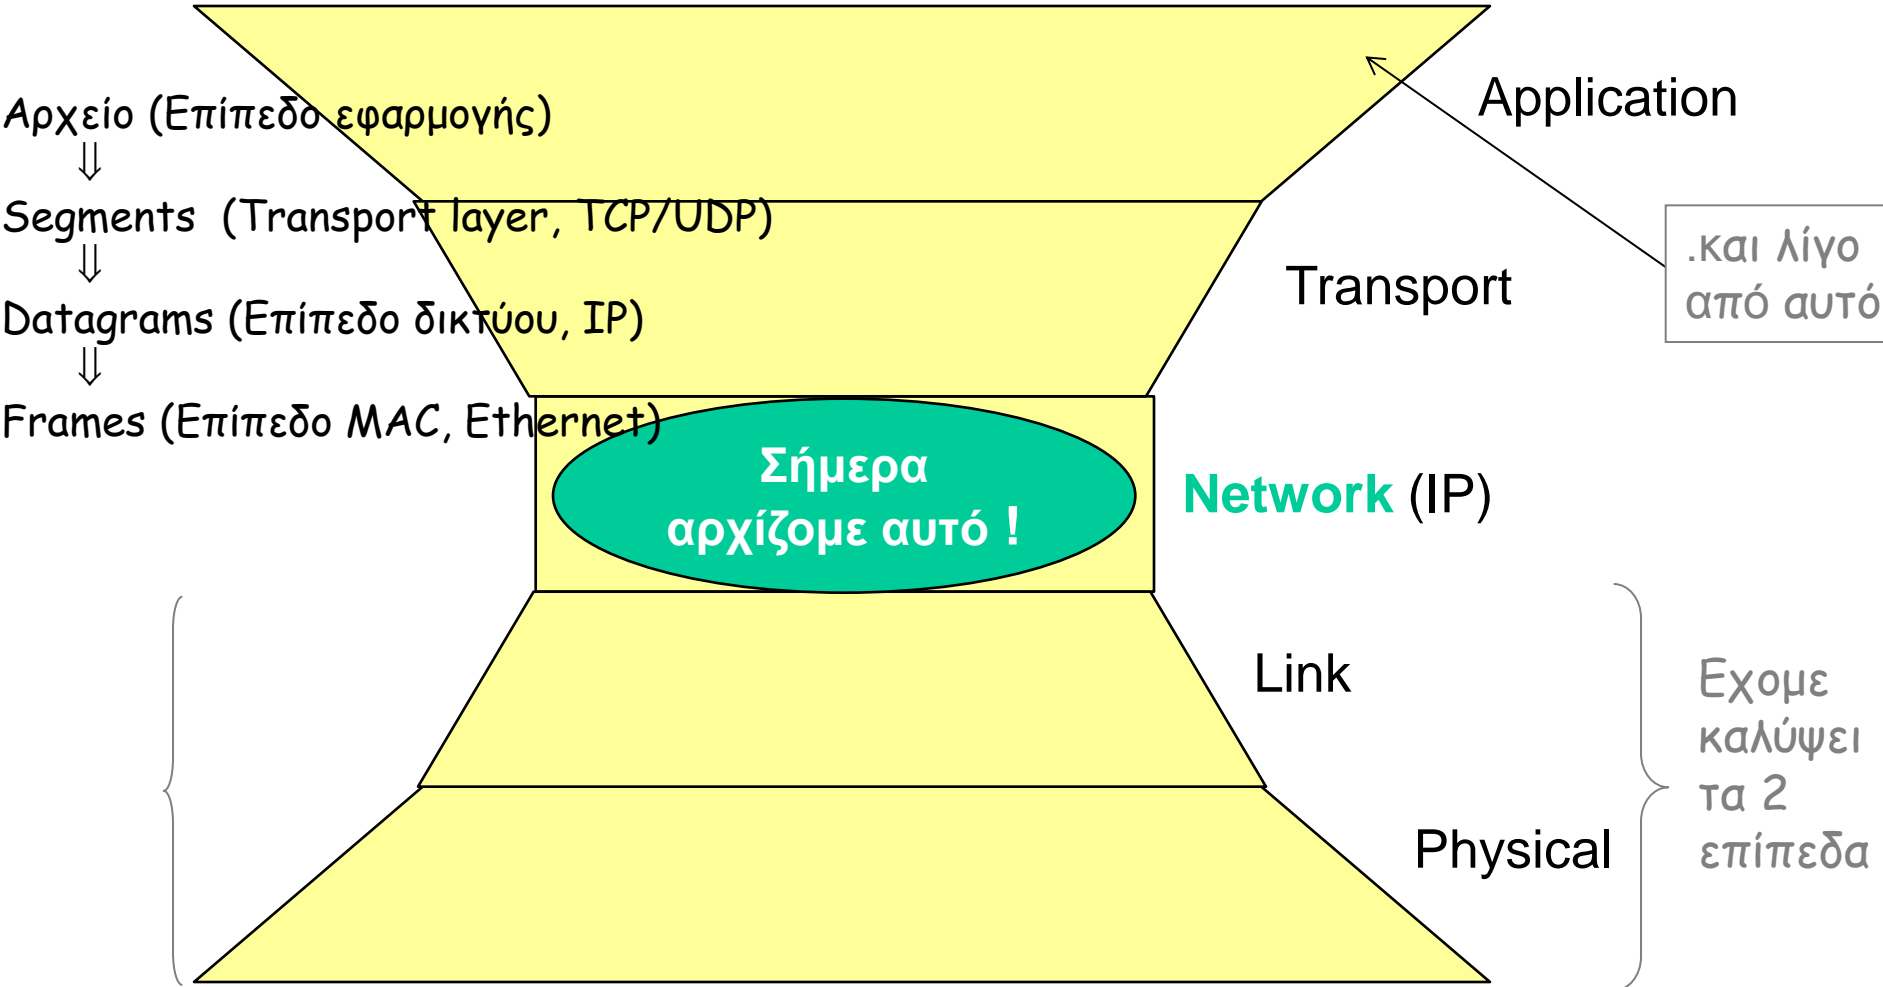 Αρχείο (Επίπεδο εφαρμογής)
⇓
Segments (Transport layer, TCP/UDP)
⇓
Datagrams (Επίπεδο δικτύου, IP)
⇓
Frames (Επίπεδο MAC, Ethernet)
Application
.και λίγο
από αυτό
Transport
Σήμερα
αρχίζομε αυτό !
Network (IP)
Link
Physical
Εχομε
καλύψει
τα 2
επίπεδα